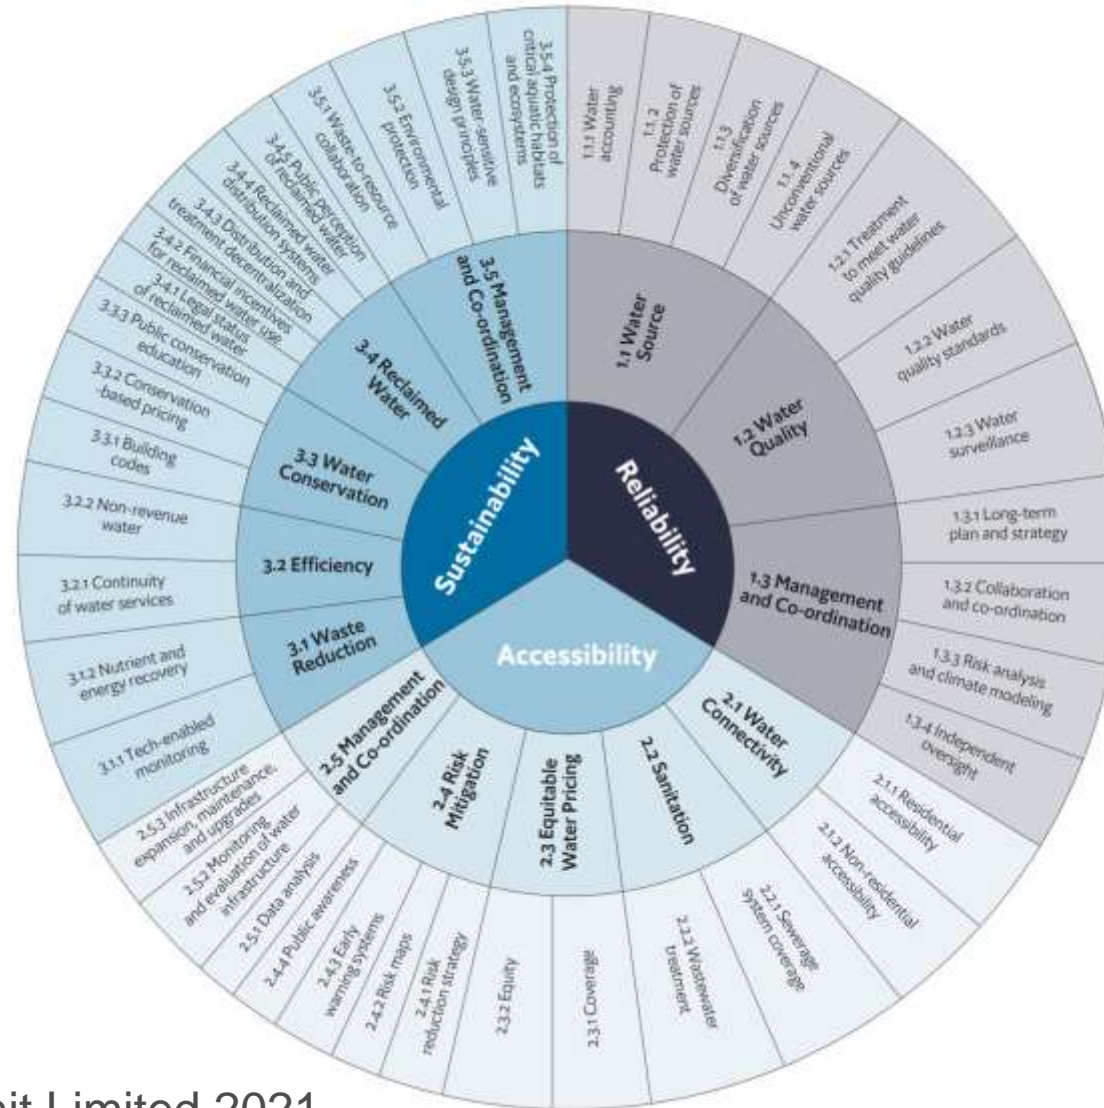 Sustainability
Reliability
Accessibility
1.1 Water
Source
1.2 Water
Quality
1.3 Management
and Co-ordination
2.1 Water
Connectivity
2.2 Sanitation
2.3 Equitable
Water Pricing
2.4 Risk
Mitigation
2.5 Management
and Co-ordination
3.1 Waste
Reduction
3.2 Efficiency
3.3 Water
Conservation
3.4 Reclaimed
Water
3.5 Management
and Co-ordination
1.1.1 Water
accounting
1.1.2
Protection of
water sources
1.1.3
Diversification
of water sources
1.1.4
Unconventional
water sources
1.2.1 Treatment
to meet water
quality guidelines
1.2.2 Water
quality standards
1.2.3 Water
surveillance
1.3.1 Long-term
plan and strategy
1.3.2 Collaboration
and co-ordination
1.3.3 Risk analysis
and climate modeling
1.3.4 Independent
oversight
2.1.1 Residential
accessibility
2.1.2 Non-residential
accessibility
2.2.1 Sewerage
system coverage
2.2.2 Wastewater
treatment
2.3.1 Coverage
2.3.2 Equity
2.4.1 Risk
reduction strategy
2.4.2 Risk maps
2.4.3 Early
warning systems
2.4.4 Public awareness
2.5.1 Data analysis
2.5.2 Monitoring
and evaluation of water
infrastructure
2.5.3 Infrastructure
expansion, maintenance,
and upgrades
3.1.1 Tech-enabled
monitoring
3.1.2 Nutrient and
energy recovery
3.2.1 Continuity
of water services
3.2.2 Non-revenue
water
3.3.1 Building
codes
3.3.2 Conservation
-based pricing
3.3.3 Public conservation
education
3.4.1 Legal status
of reclaimed water
3.4.2 Financial incentives
for reclaimed water use
3.4.3 Distribution and
treatment decentralization
3.4.4 Reclaimed water
distribution systems
3.4.5 Public perception
of reclaimed water
3.5.1 Waste-to-resource
collaboration
3.5.2 Environmental
protection
3.5.3 Water-sensitive
design principles
3.5.4 Protection of
critical aquatic habitats
and ecosystems
Limited 2021